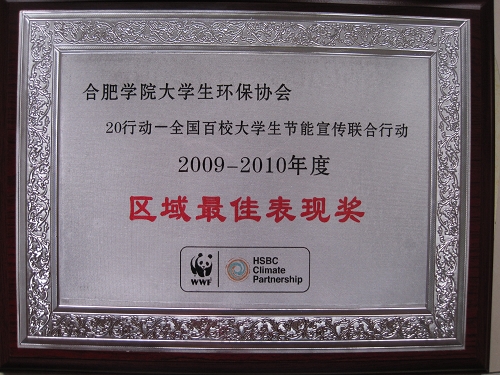 合肥学院大学生环保协会
20行动一全国百校大学生节能宣传联合行动
2009-2010年度
区域最佳表现奖
WWF
HSBC
Climate
Partnership